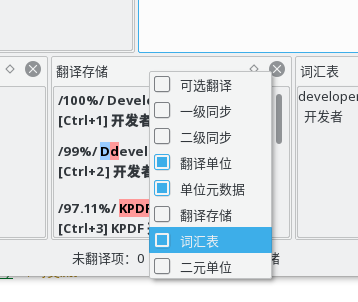 翻译存储
词汇表
/100%/ Develo
[Ctrl+1] 开发者
/99%/ Ddevel
[Ctrl+2] 开发者
/97.11%/ KPDF
[Ctrl+3] KPDF
developer
开发者
可选翻译
一级同步
二级同步
翻译单位
单位元数据
翻译存储
词汇表
二元单位
未翻译项：0